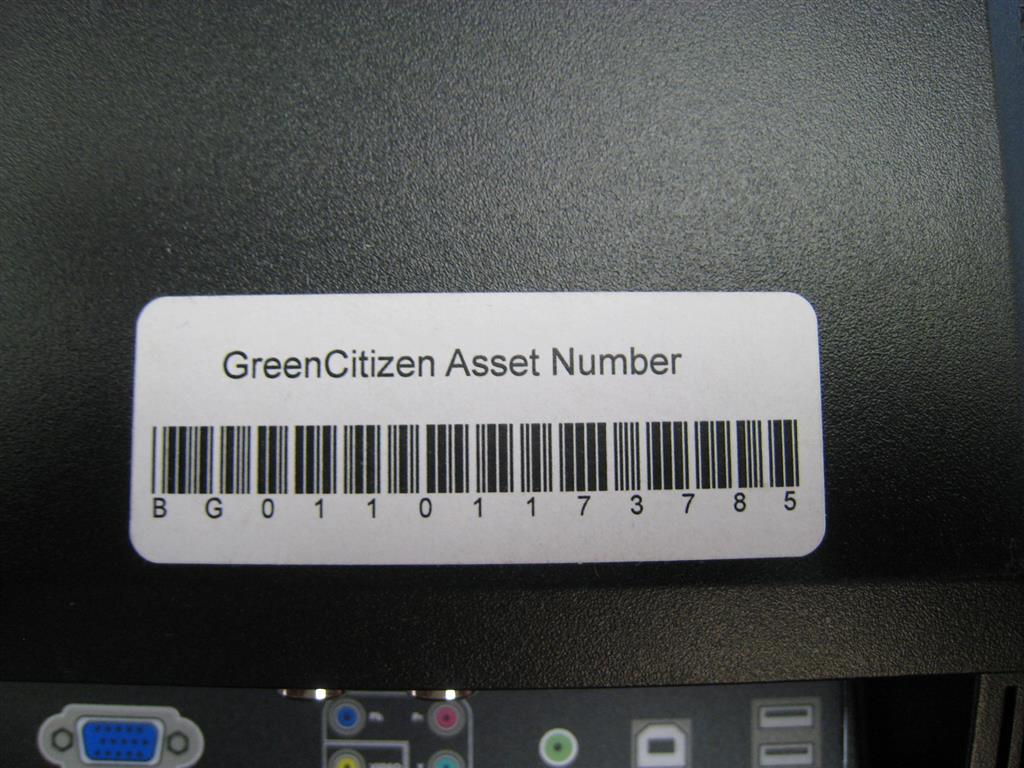 GreenCitizen Asset Number
B G 0 1 1 0 1 1 7 3 7 8 5